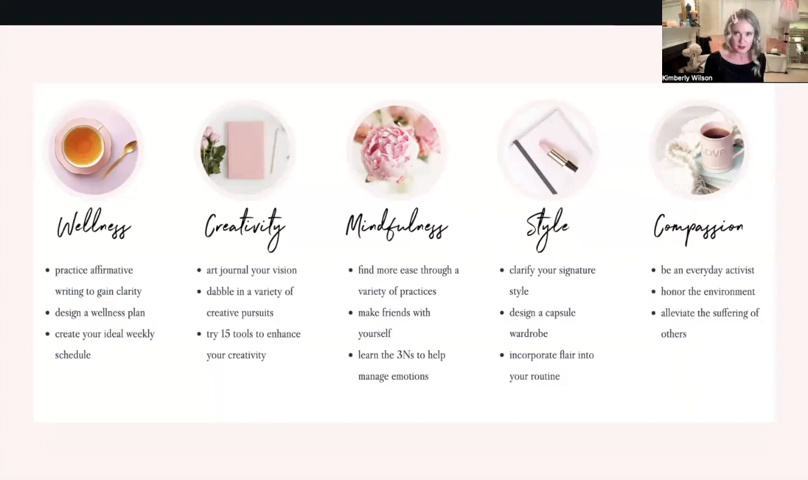 Kimberly Wilson
Wellness
practice affirmative
writing to gain clarity
design a wellness plan
create your ideal weekly
schedule
Creativity
art journal your vision
dabble in a variety of
creative pursuits
try 15 tools to enhance
your creativity
Mindfulness
find more ease through a
variety of practices
make friends with
yourself
learn the 3Ns to help
manage emotions
Style
clarify your signature
style
design a capsule
wardrobe
incorporate flair into
your routine
Compassion
be an everyday activist
honor the environment
alleviate the suffering of
others